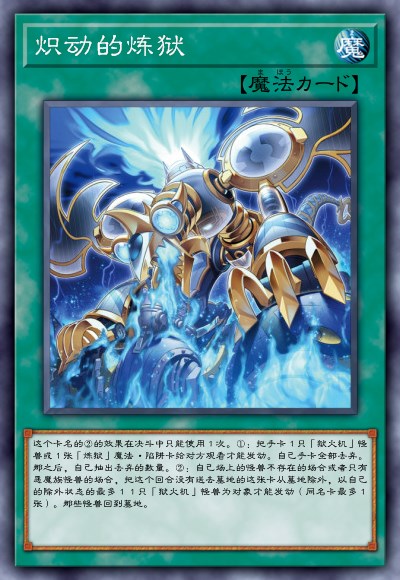 炽动的炼狱
魔
【魔法カード】
这个卡名的②的效果在决斗中只能使用1次。①:把手卡1只「狱火机」怪
兽或1张「炼狱」魔法·陷阱卡给对方观看才能发动。自己手卡全部丢弃。
那之后,自己抽出丢弃的数量。②:自己场上的怪兽不存在的场合或者只有
恶魔族怪兽的场合,把这个回合没有送去墓地的这张卡从墓地除外,以自己
的除外状态的最多11只「狱火机」怪兽为对象才能发动(同名卡最多1
张)。那些怪兽回到墓地。